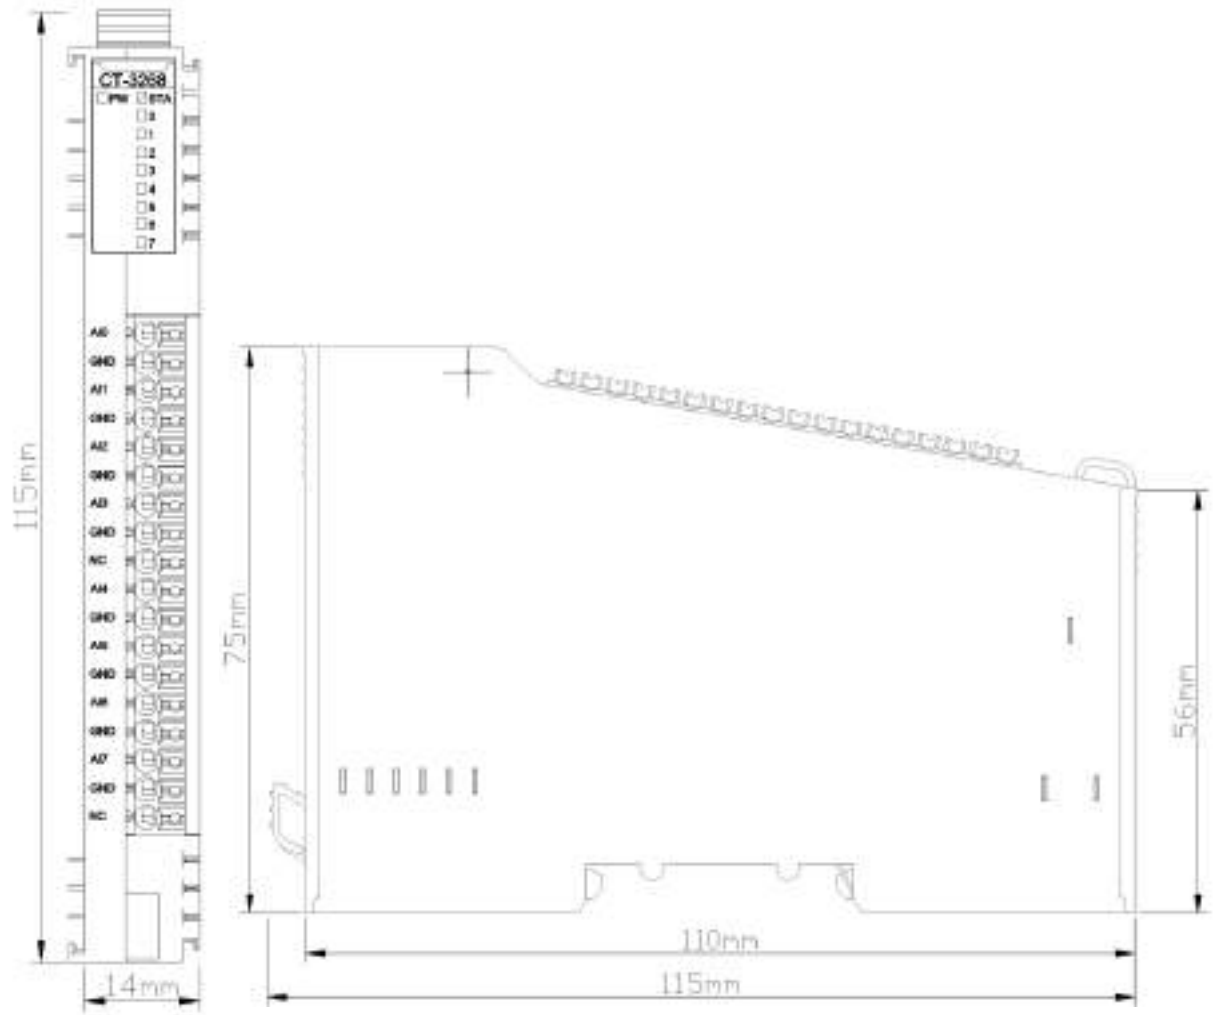 CT-3268
PW STA
0
1
2
3
4
5
6
7
AI0
GND
AI1
GND
AI2
GND
AI3
GND
NC
AI4
GND
AI5
GND
AI6
GND
AI7
GND
NC
115mm
14mm
75mm
56mm
110mm
115mm